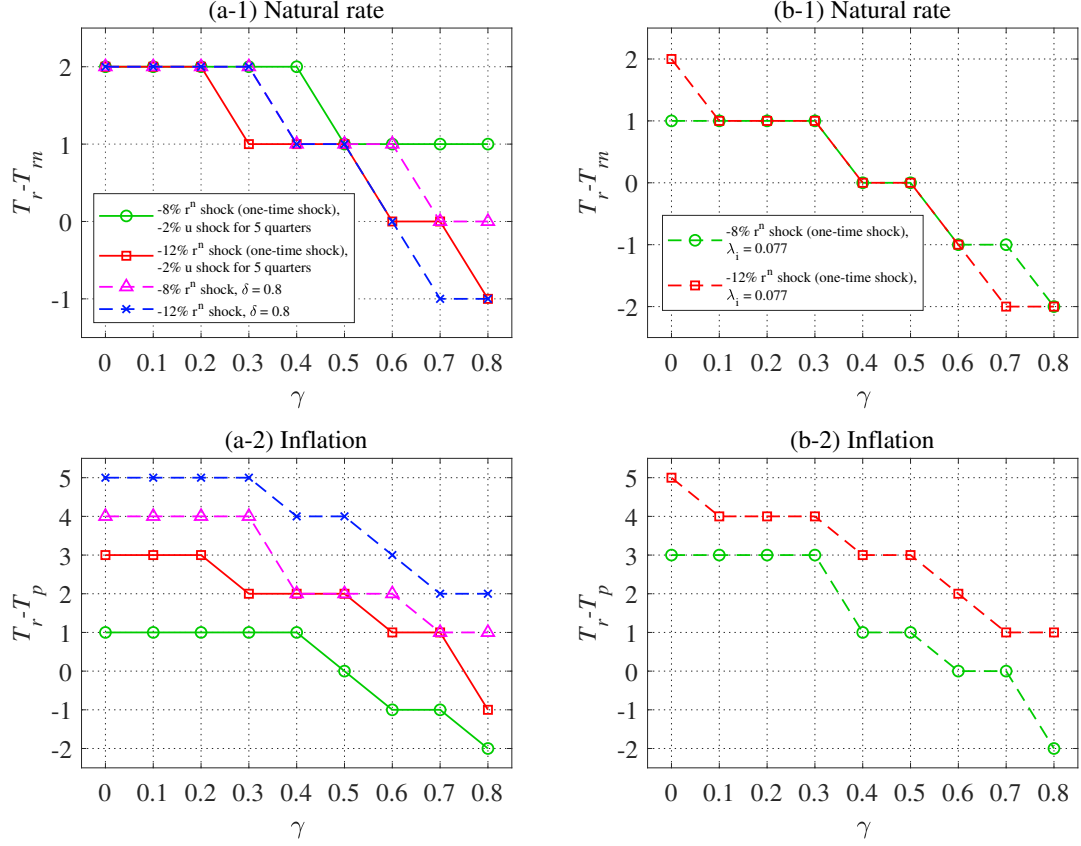 (a-1) Natural rate
2
1
0
-1
T_r-T_rn
-8% r^n shock (one-time shock),
-2% u shock for 5 quarters
-12% r^n shock (one-time shock),
-2% u shock for 5 quarters
-8% r^n shock, δ = 0.8
-12% r^n shock, δ = 0.8
0 0.1 0.2 0.3 0.4 0.5 0.6 0.7 0.8
γ
(b-1) Natural rate
2
1
0
-1
-2
T_r-T_rn
-8% r^n shock (one-time shock),
λ_i = 0.077
-12% r^n shock (one-time shock),
λ_i = 0.077
0 0.1 0.2 0.3 0.4 0.5 0.6 0.7 0.8
γ
(a-2) Inflation
5
4
3
2
1
0
-1
-2
T_r-T_p
0 0.1 0.2 0.3 0.4 0.5 0.6 0.7 0.8
γ
(b-2) Inflation
5
4
3
2
1
0
-1
-2
T_r-T_p
0 0.1 0.2 0.3 0.4 0.5 0.6 0.7 0.8
γ